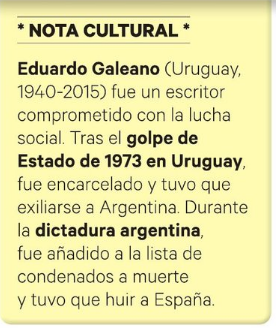 * NOTA CULTURAL *
Eduardo Galeano (Uruguay,
1940-2015) fue un escritor
comprometido con la lucha
social. Tras el golpe de
Estado de 1973 en Uruguay,
fue encarcelado y tuvo que
exiliarse a Argentina. Durante
la dictadura argentina,
fue añadido a la lista de
condenados a muerte
y tuvo que huir a España.